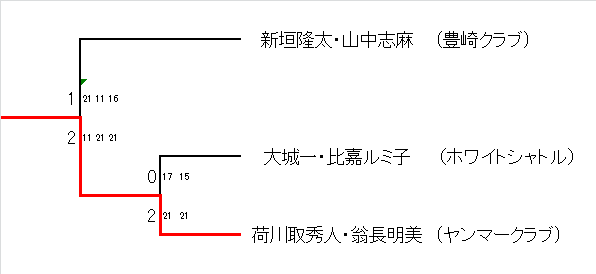 新垣隆太・山中志麻 （豊崎クラブ）
1 21 11 16
2 11 21 21
大城一・比嘉ルミ子 （ホワイトシャトル）
0 17 15
2 21 21
荷川取秀人・翁長明美 （ヤンマークラブ）